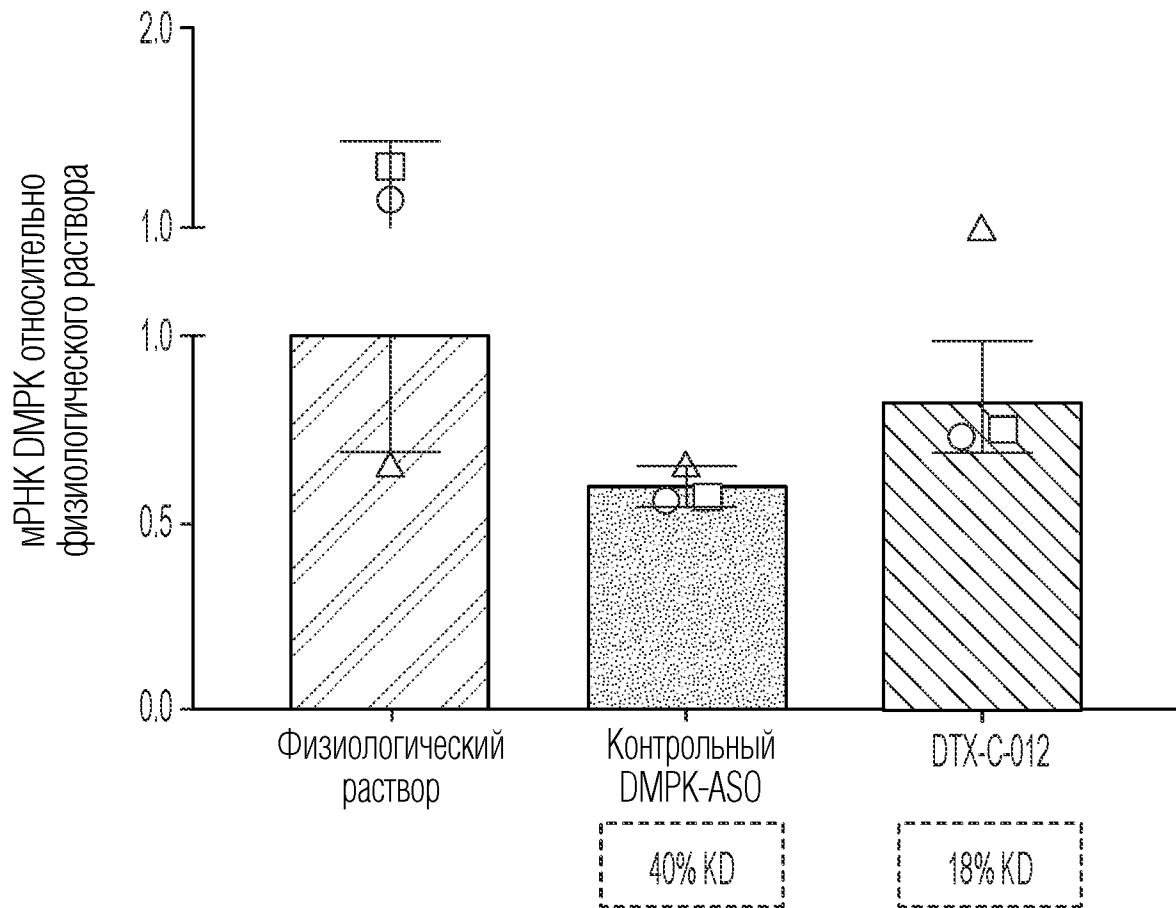 мРНК DMPK относительно
физиологического раствора
2.0
1.0
1.0
0.5
0.0
Физиологический
раствор
Контрольный
DMPK-ASO
DTX-C-012
40% KD
18% KD